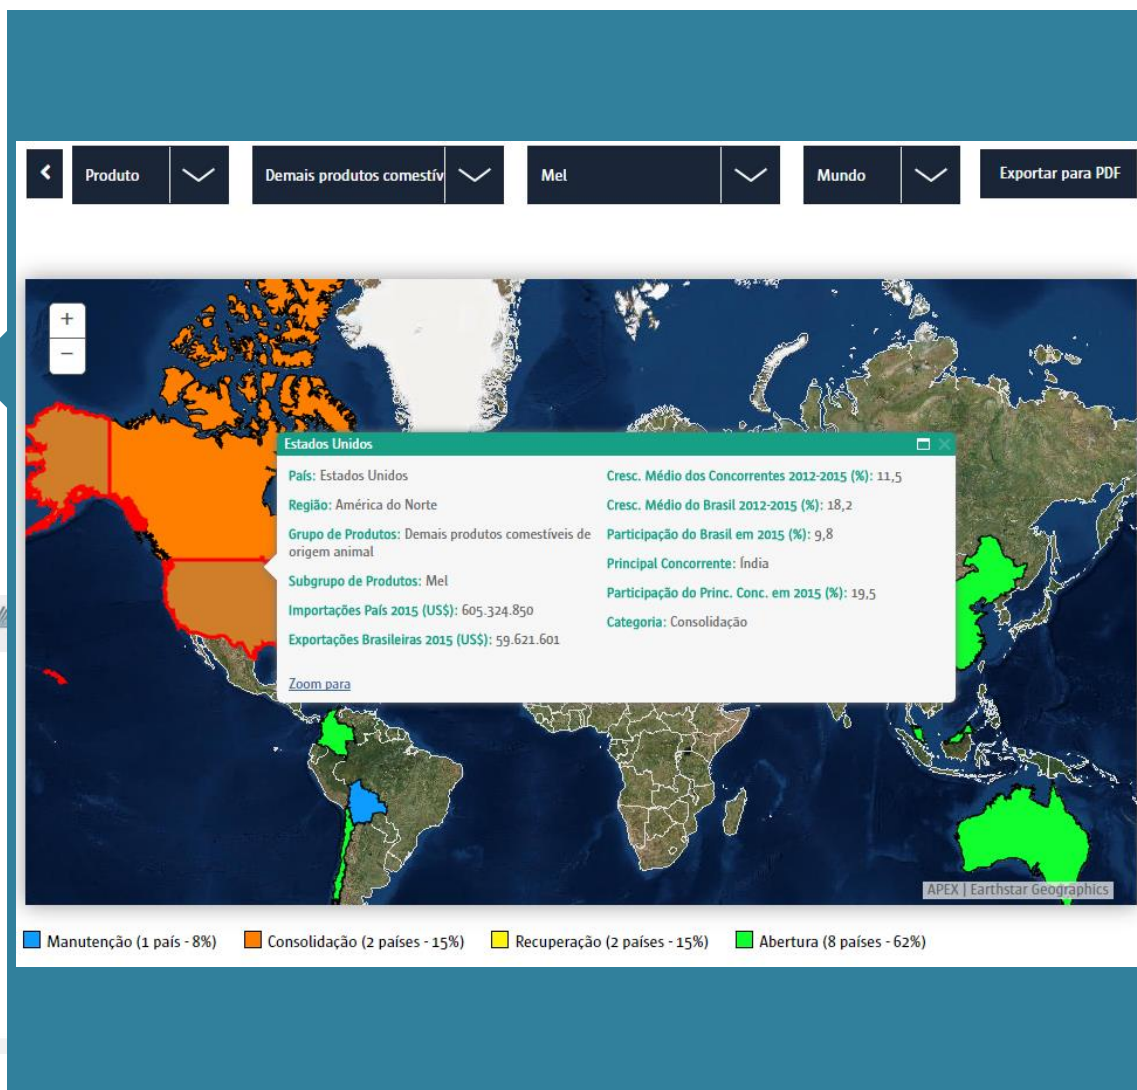 Produto
Demais produtos comestív
Mel
Mundo
Exportar para PDF
+
−
Estados Unidos
País: Estados Unidos
Região: América do Norte
Grupo de Produtos: Demais produtos comestíveis de
origem animal
Subgrupo de Produtos: Mel
Importações País 2015 (US$): 605.324.850
Exportações Brasileiras 2015 (US$): 59.621.601
Zoom para
Cresc. Médio dos Concorrentes 2012-2015 (%): 11,5
Cresc. Médio do Brasil 2012-2015 (%): 18,2
Participação do Brasil em 2015 (%): 9,8
Principal Concorrente: Índia
Participação do Princ. Conc. em 2015 (%): 19,5
Categoria: Consolidação
APEX | Earthstar Geographics
Manutenção (1 país - 8%)
Consolidação (2 países - 15%)
Recuperação (2 países - 15%)
Abertura (8 países - 62%)